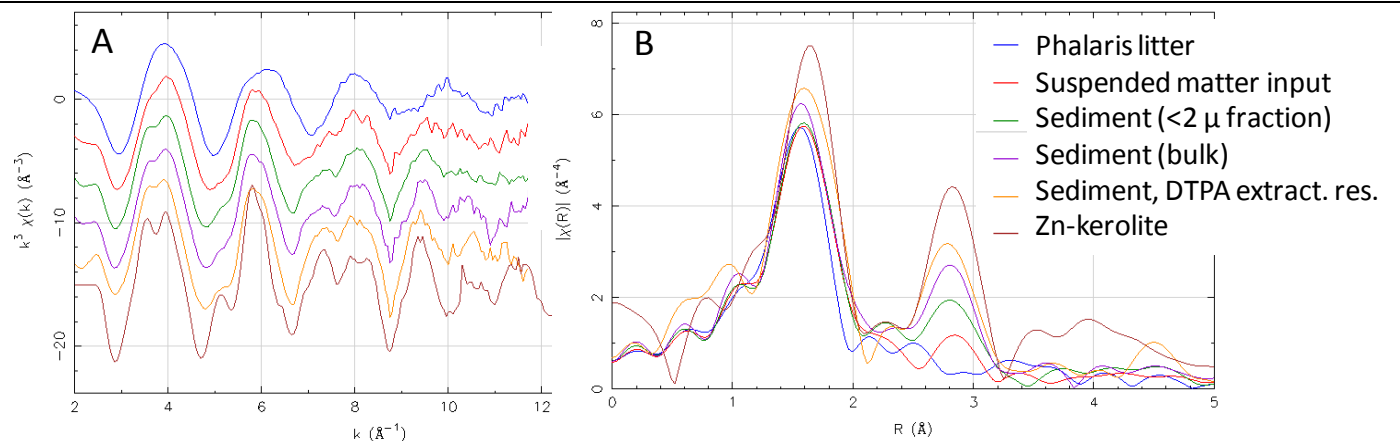 A
B
Phalaris litter
Suspended matter input
Sediment (<2 μ fraction)
Sediment (bulk)
Sediment, DTPA extract. res.
Zn-kerolite
k³ χ(k) (Å⁻³)
0
−10
−20
2 4 6 8 10 12
k (Å⁻¹)
|χ(R)| (Å⁻⁴)
8
6
4
2
0
0 1 2 3 4 5
R (Å)